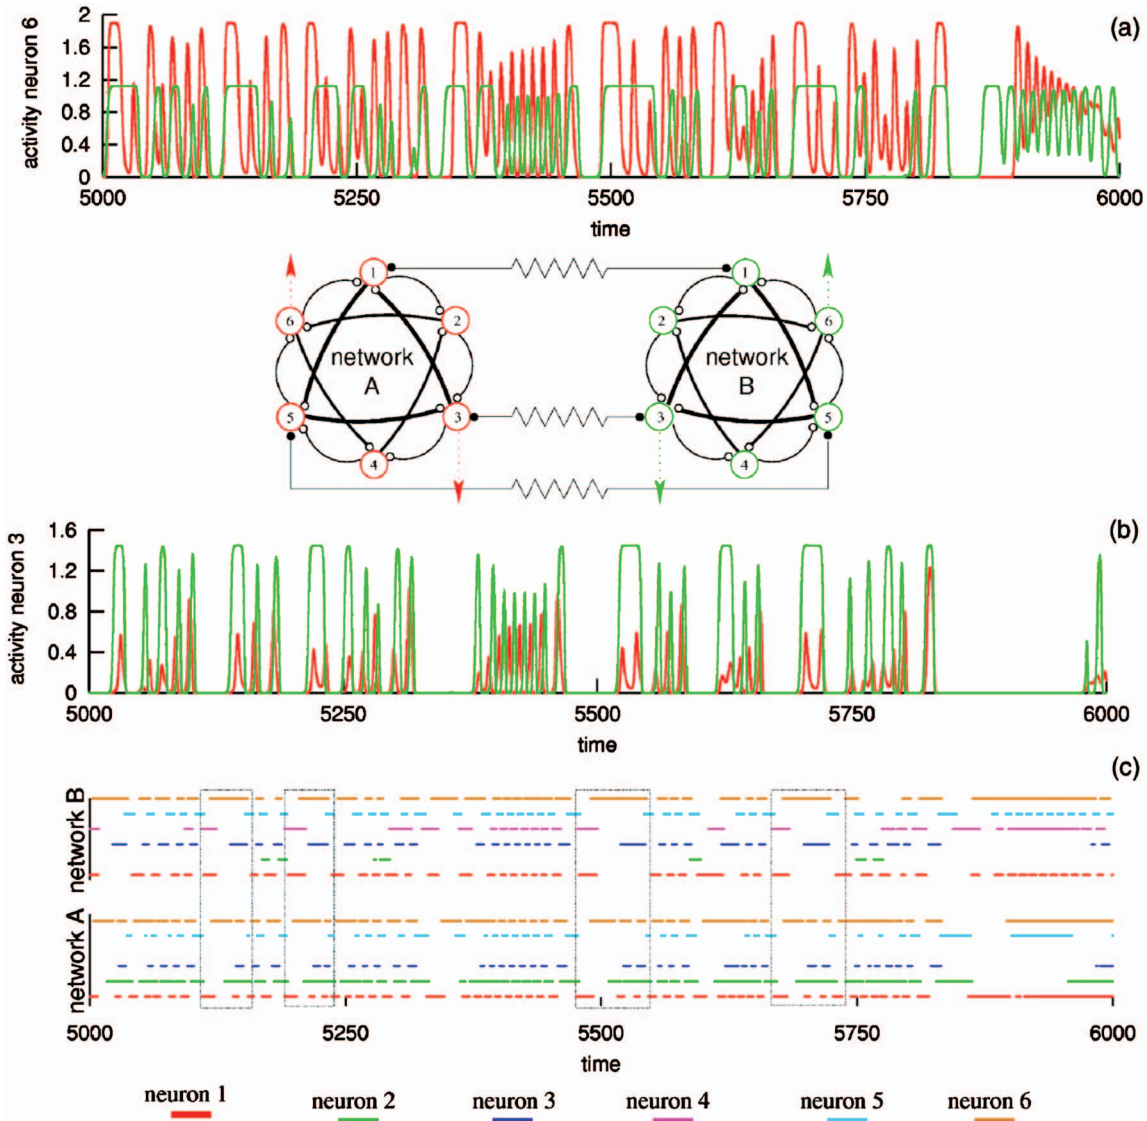 (a)
activity neuron 6
2
1.6
1.2
0.8
0.4
0
5000 5250 5500 5750 6000
time
1 2 3 4 5 6
network
A
1 2 3 4 5 6
network
B
(b)
activity neuron 3
1.6
1.2
0.8
0.4
0
5000 5250 5500 5750 6000
time
(c)
network B
network A
5000 5250 5500 5750 6000
time
neuron 1 neuron 2 neuron 3 neuron 4 neuron 5 neuron 6